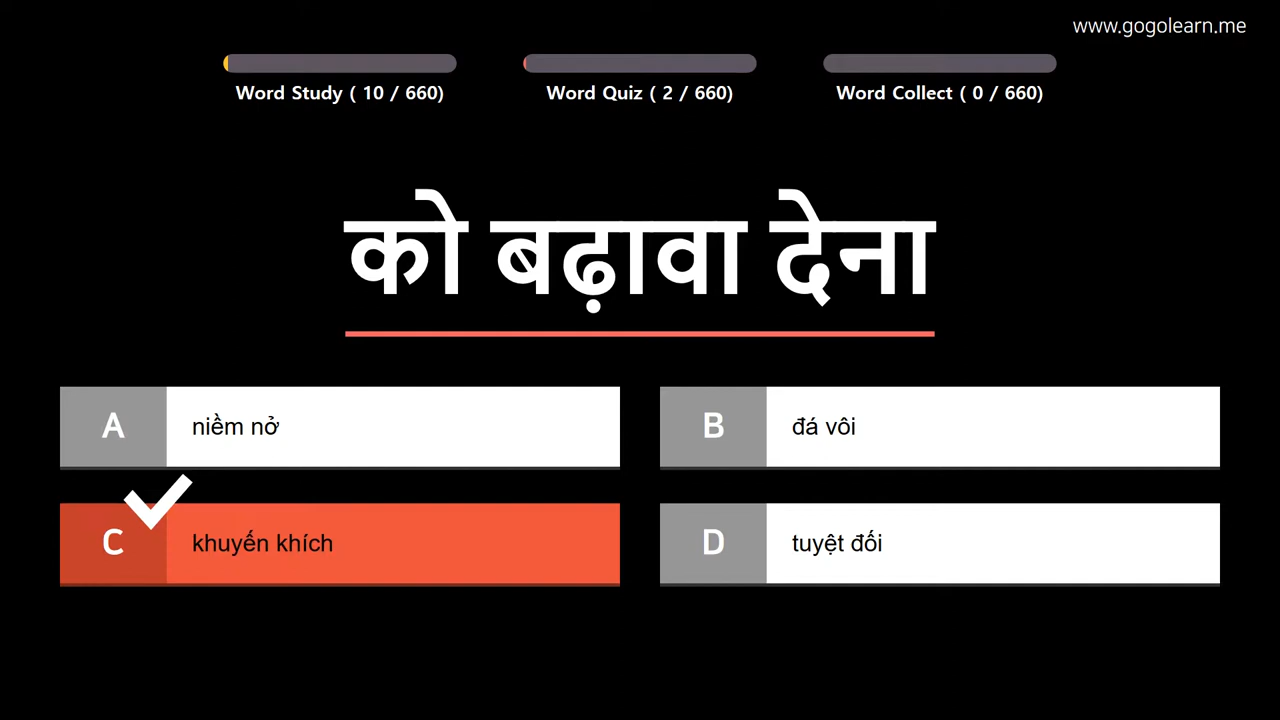 www.gogolearn.me
Word Study ( 10 / 660)
Word Quiz ( 2 / 660)
Word Collect ( 0 / 660)
को बढ़ावा देना
A niềm nở
B đá vôi
C khuyến khích
D tuyệt đối